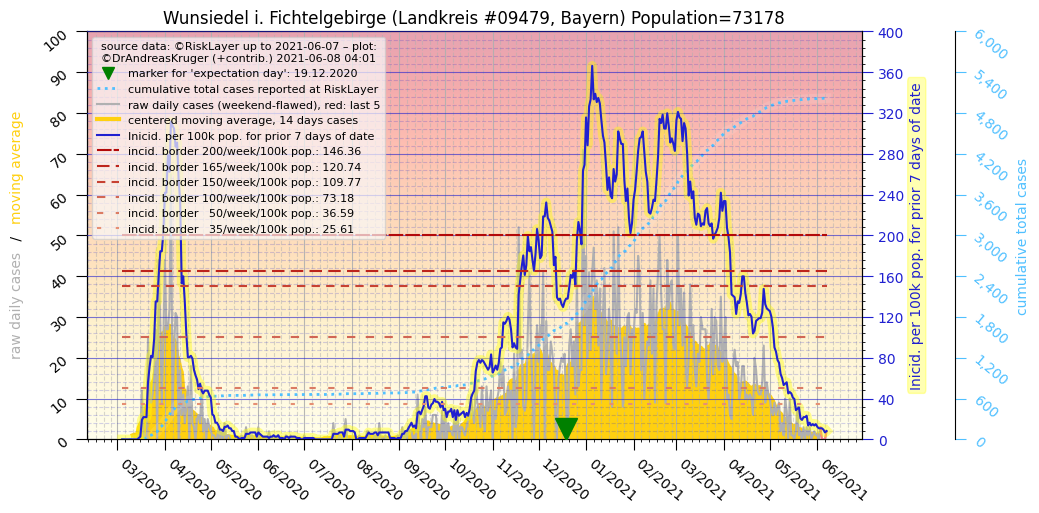 Wunsiedel i. Fichtelgebirge (Landkreis #09479, Bayern) Population=73178
source data: ©RiskLayer up to 2021-06-07 – plot:
©DrAndreasKruger (+contrib.) 2021-06-08 04:01
marker for 'expectation day': 19.12.2020
cumulative total cases reported at RiskLayer
raw daily cases (weekend-flawed), red: last 5
centered moving average, 14 days cases
Inicid. per 100k pop. for prior 7 days of date
incid. border 200/week/100k pop.: 146.36
incid. border 165/week/100k pop.: 120.74
incid. border 150/week/100k pop.: 109.77
incid. border 100/week/100k pop.: 73.18
incid. border   50/week/100k pop.: 36.59
incid. border   35/week/100k pop.: 25.61
raw daily cases / moving average
100
90
80
70
60
50
40
30
20
10
0
400
360
320
280
240
200
160
120
80
40
0
Inicid. per 100k pop. for prior 7 days of date
6,000
5,400
4,800
4,200
3,600
3,000
2,400
1,800
1,200
600
0
cumulative total cases
03/2020
04/2020
05/2020
06/2020
07/2020
08/2020
09/2020
10/2020
11/2020
12/2020
01/2021
02/2021
03/2021
04/2021
05/2021
06/2021